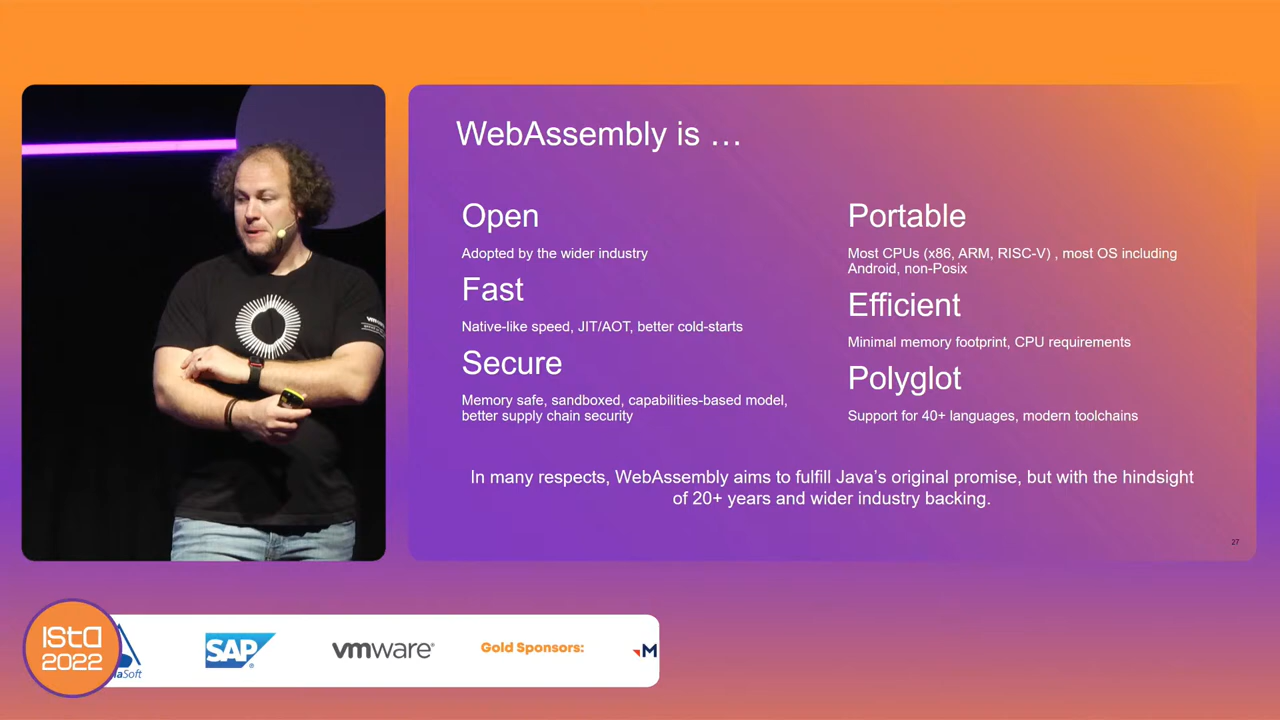 WebAssembly is …
Open
Adopted by the wider industry
Fast
Native-like speed, JIT/AOT, better cold-starts
Secure
Memory safe, sandboxed, capabilities-based model,
better supply chain security
Portable
Most CPUs (x86, ARM, RISC-V) , most OS including
Android, non-Posix
Efficient
Minimal memory footprint, CPU requirements
Polyglot
Support for 40+ languages, modern toolchains
In many respects, WebAssembly aims to fulfill Java's original promise, but with the hindsight
of 20+ years and wider industry backing.
27
ISTA
2022
SAP
vmware
Gold Sponsors:
M